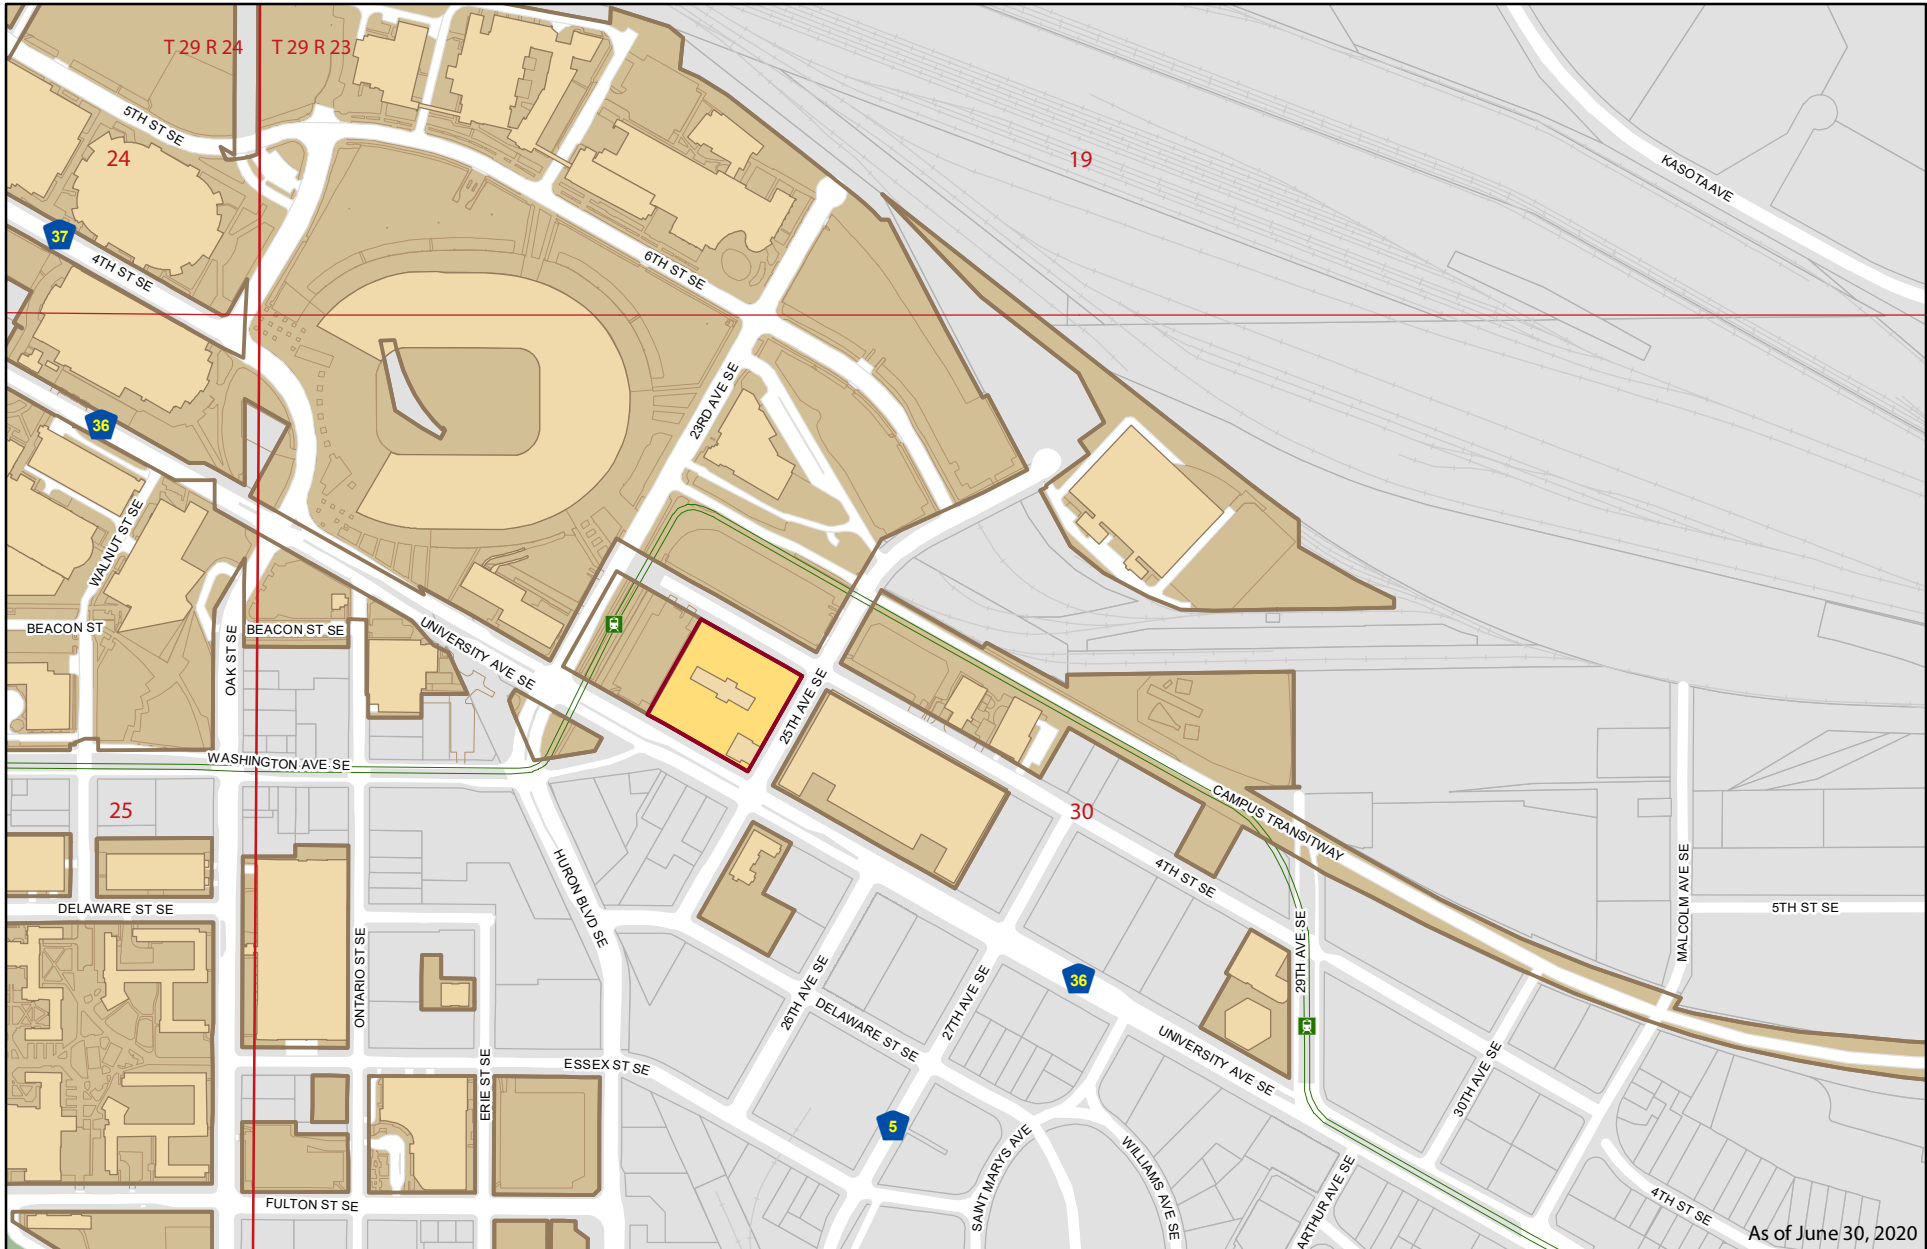 T 29 R 24
T 29 R 23
5TH ST SE
24
19
KASOTA AVE
37
4TH ST SE
6TH ST SE
36
23RD AVE SE
WALNUT ST SE
BEACON ST
OAK ST SE
BEACON ST SE
UNIVERSITY AVE SE
25TH AVE SE
WASHINGTON AVE SE
25
30
CAMPUS TRANSITWAY
HURON BLVD SE
4TH ST SE
MALCOLM AVE SE
DELAWARE ST SE
5TH ST SE
ONTARIO ST SE
29TH AVE SE
26TH AVE SE
27TH AVE SE
36
DELAWARE ST SE
UNIVERSITY AVE SE
ESSEX ST SE
ERIE ST SE
30TH AVE SE
5
SAINT MARYS AVE
WILLIAMS AVE SE
ARTHUR AVE SE
FULTON ST SE
4TH ST SE
As of June 30, 2020